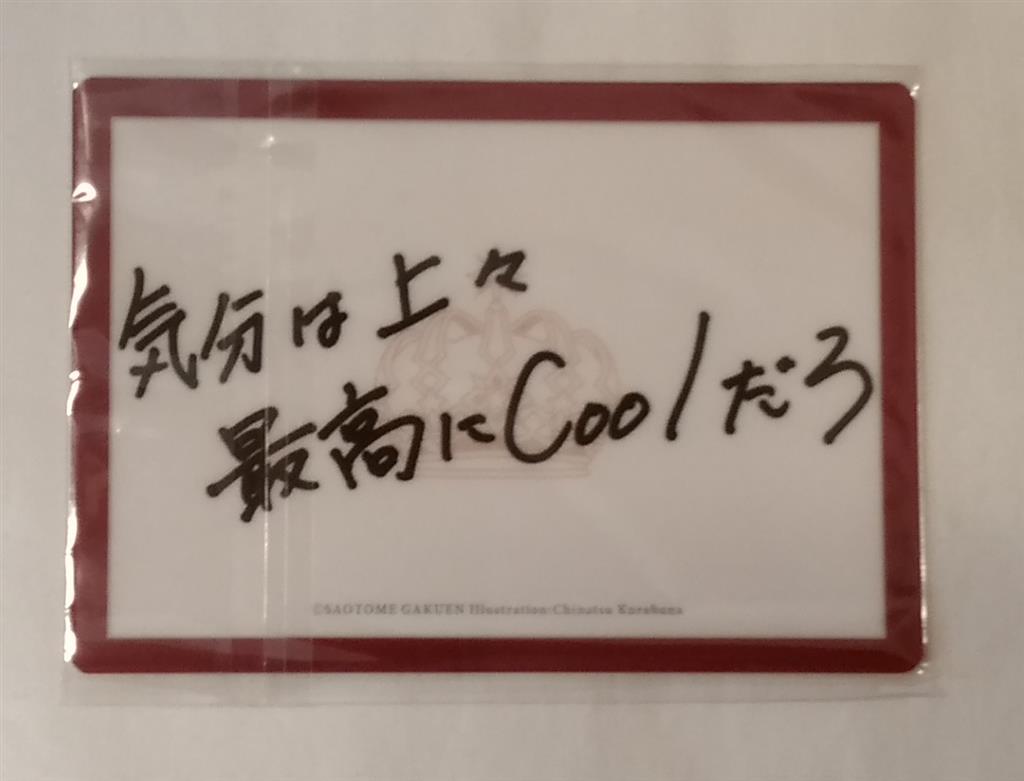 気分は上々
最高にCoolだろ
©SAOTOME GAKUEN Illustration:Chinatsu Kurahana